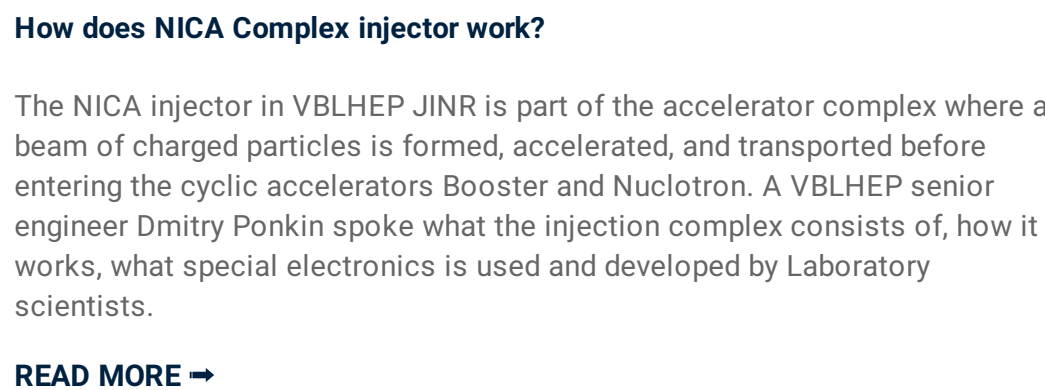 How does NICA Complex injector work?
The NICA injector in VBLHEP JINR is part of the accelerator complex where a
beam of charged particles is formed, accelerated, and transported before
entering the cyclic accelerators Booster and Nuclotron. A VBLHEP senior
engineer Dmitry Ponkin spoke what the injection complex consists of, how it
works, what special electronics is used and developed by Laboratory
scientists.
READ MORE ➟